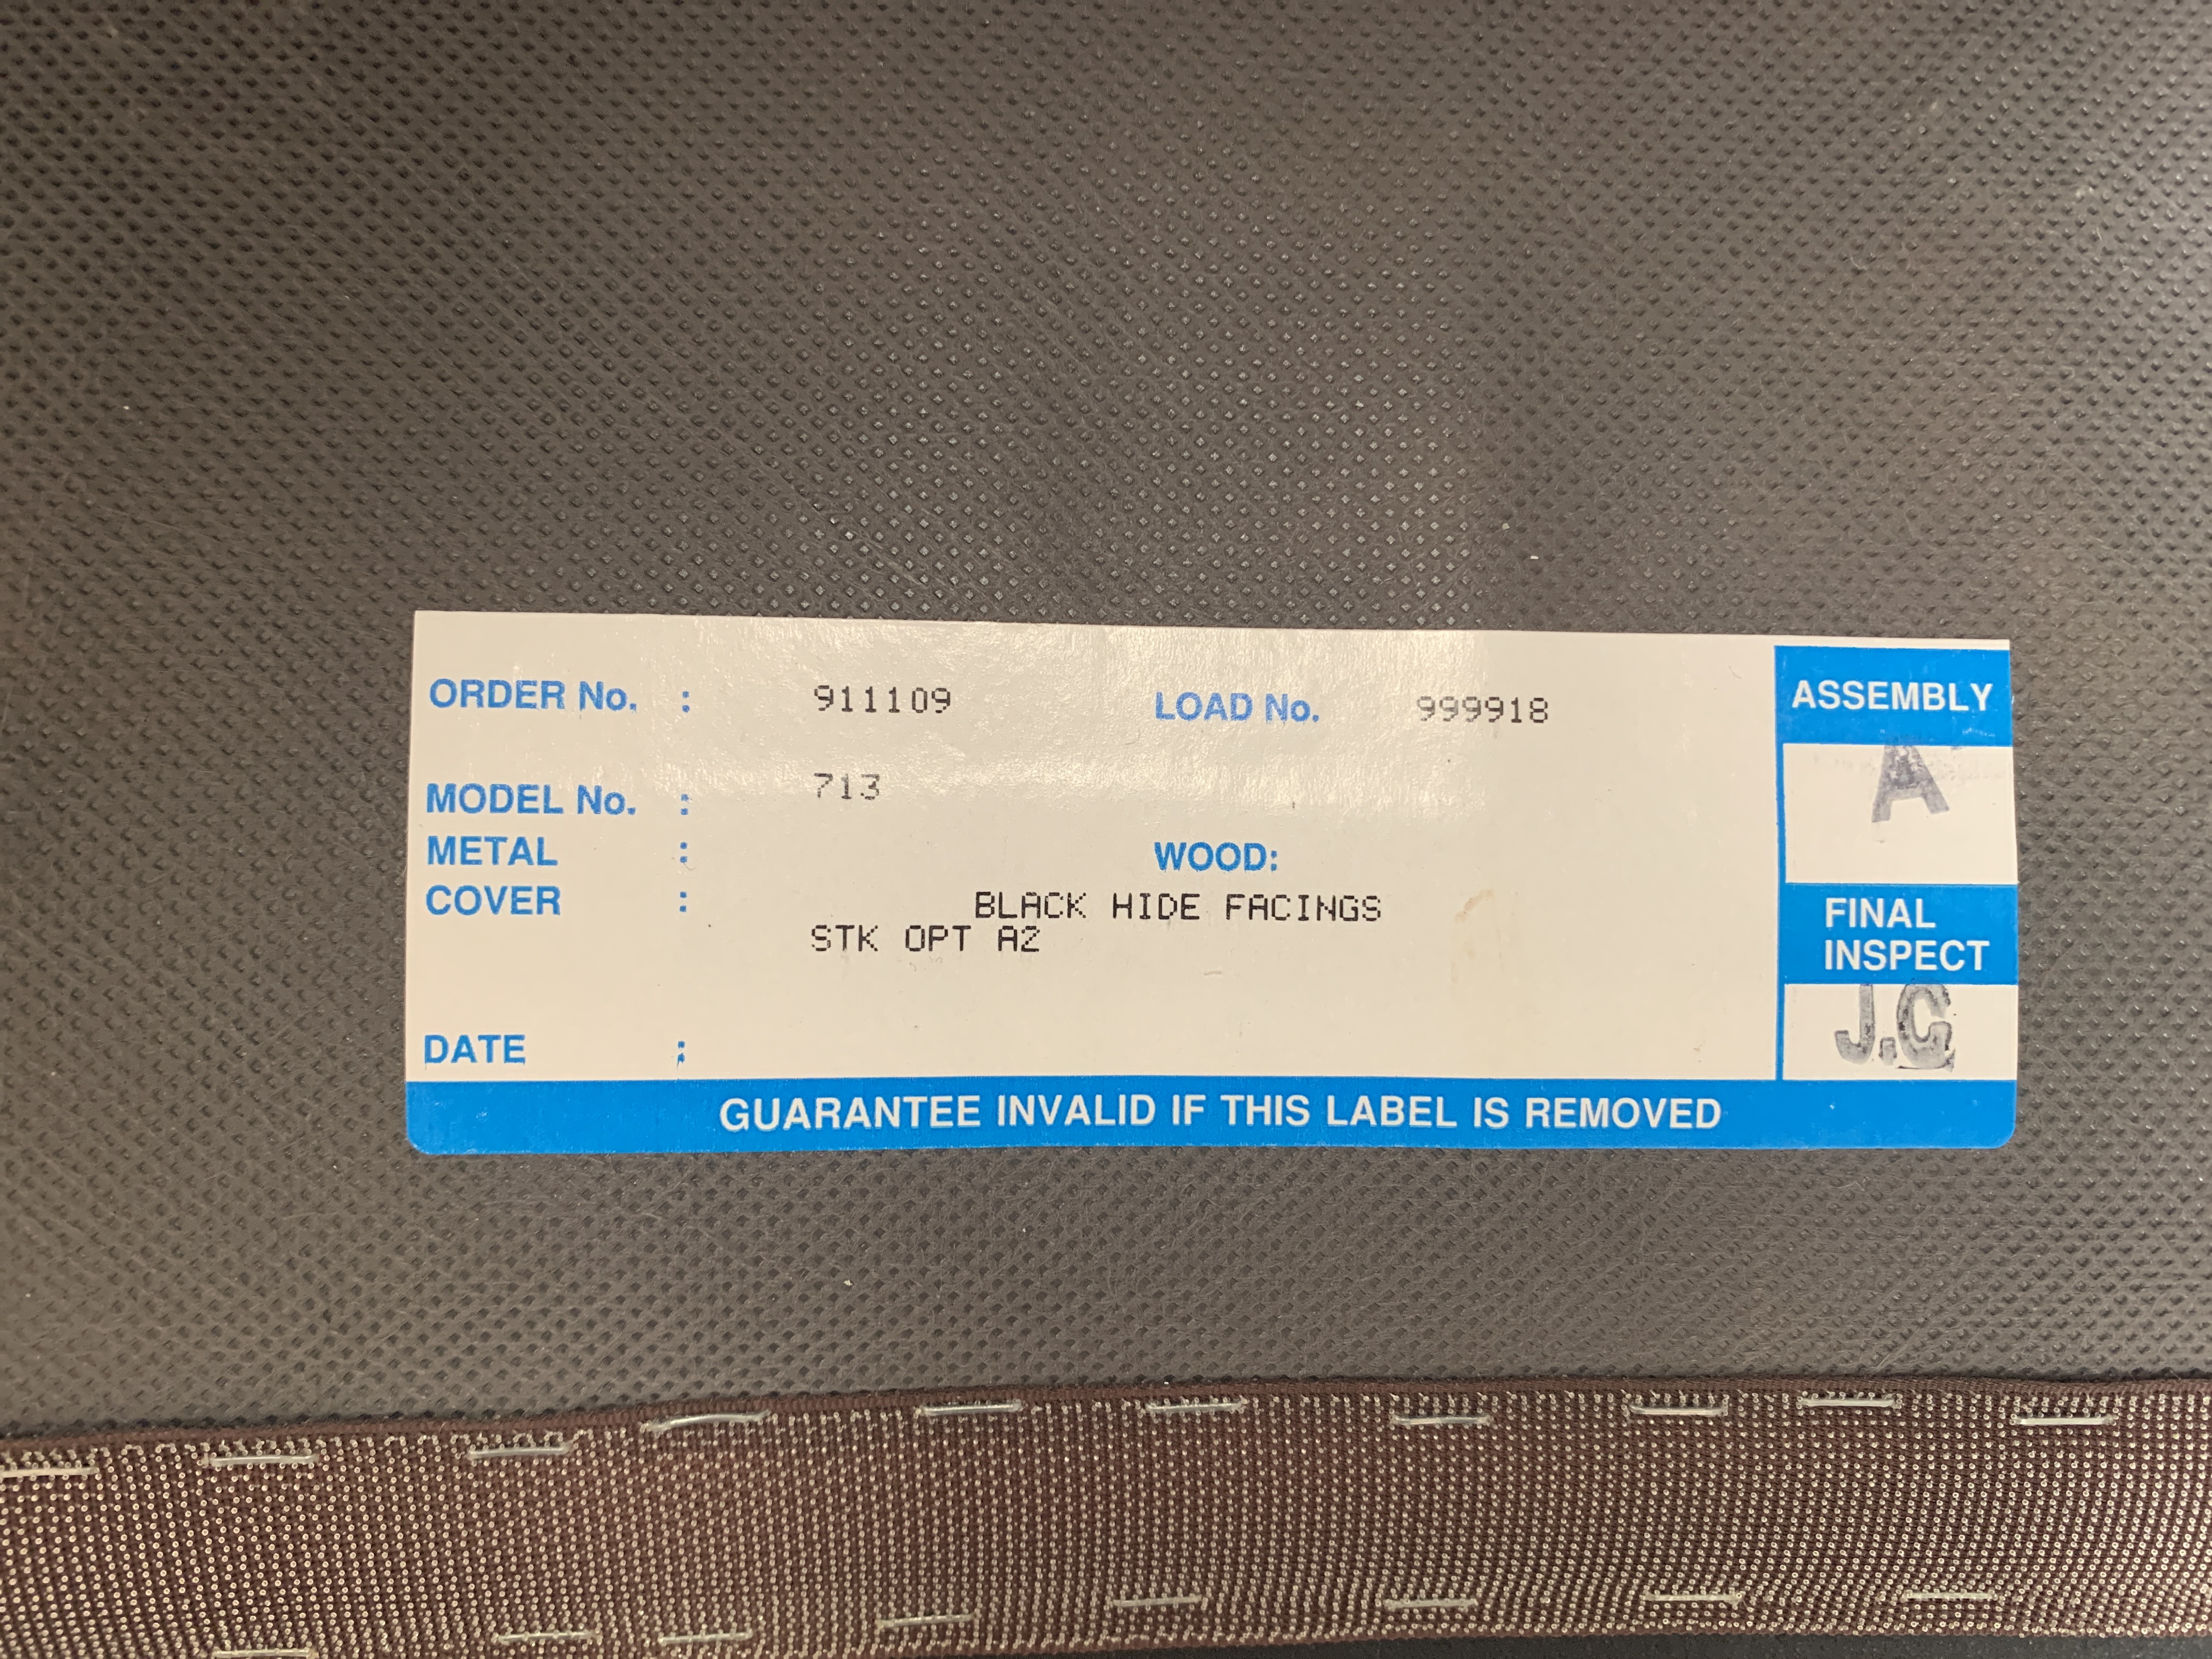 ORDER No. : 911109 LOAD No. 999918 ASSEMBLY
A
MODEL No. : 713
METAL : WOOD:
COVER : BLACK HIDE FACINGS
STK OPT A2
FINAL
INSPECT
J.G
DATE :
GUARANTEE INVALID IF THIS LABEL IS REMOVED